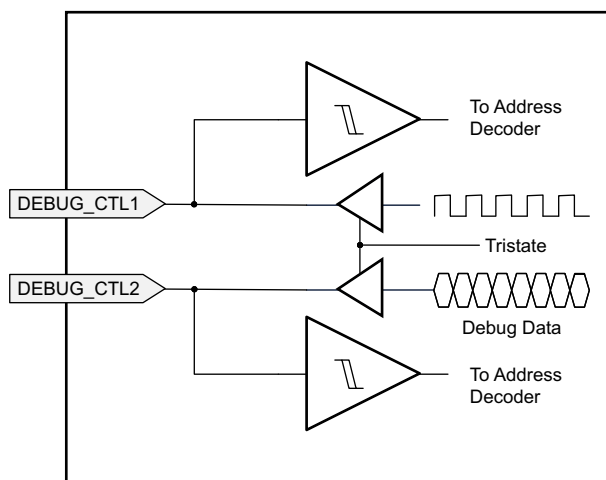 To Address
Decoder
DEBUG_CTL1
Tristate
DEBUG_CTL2
Debug Data
To Address
Decoder